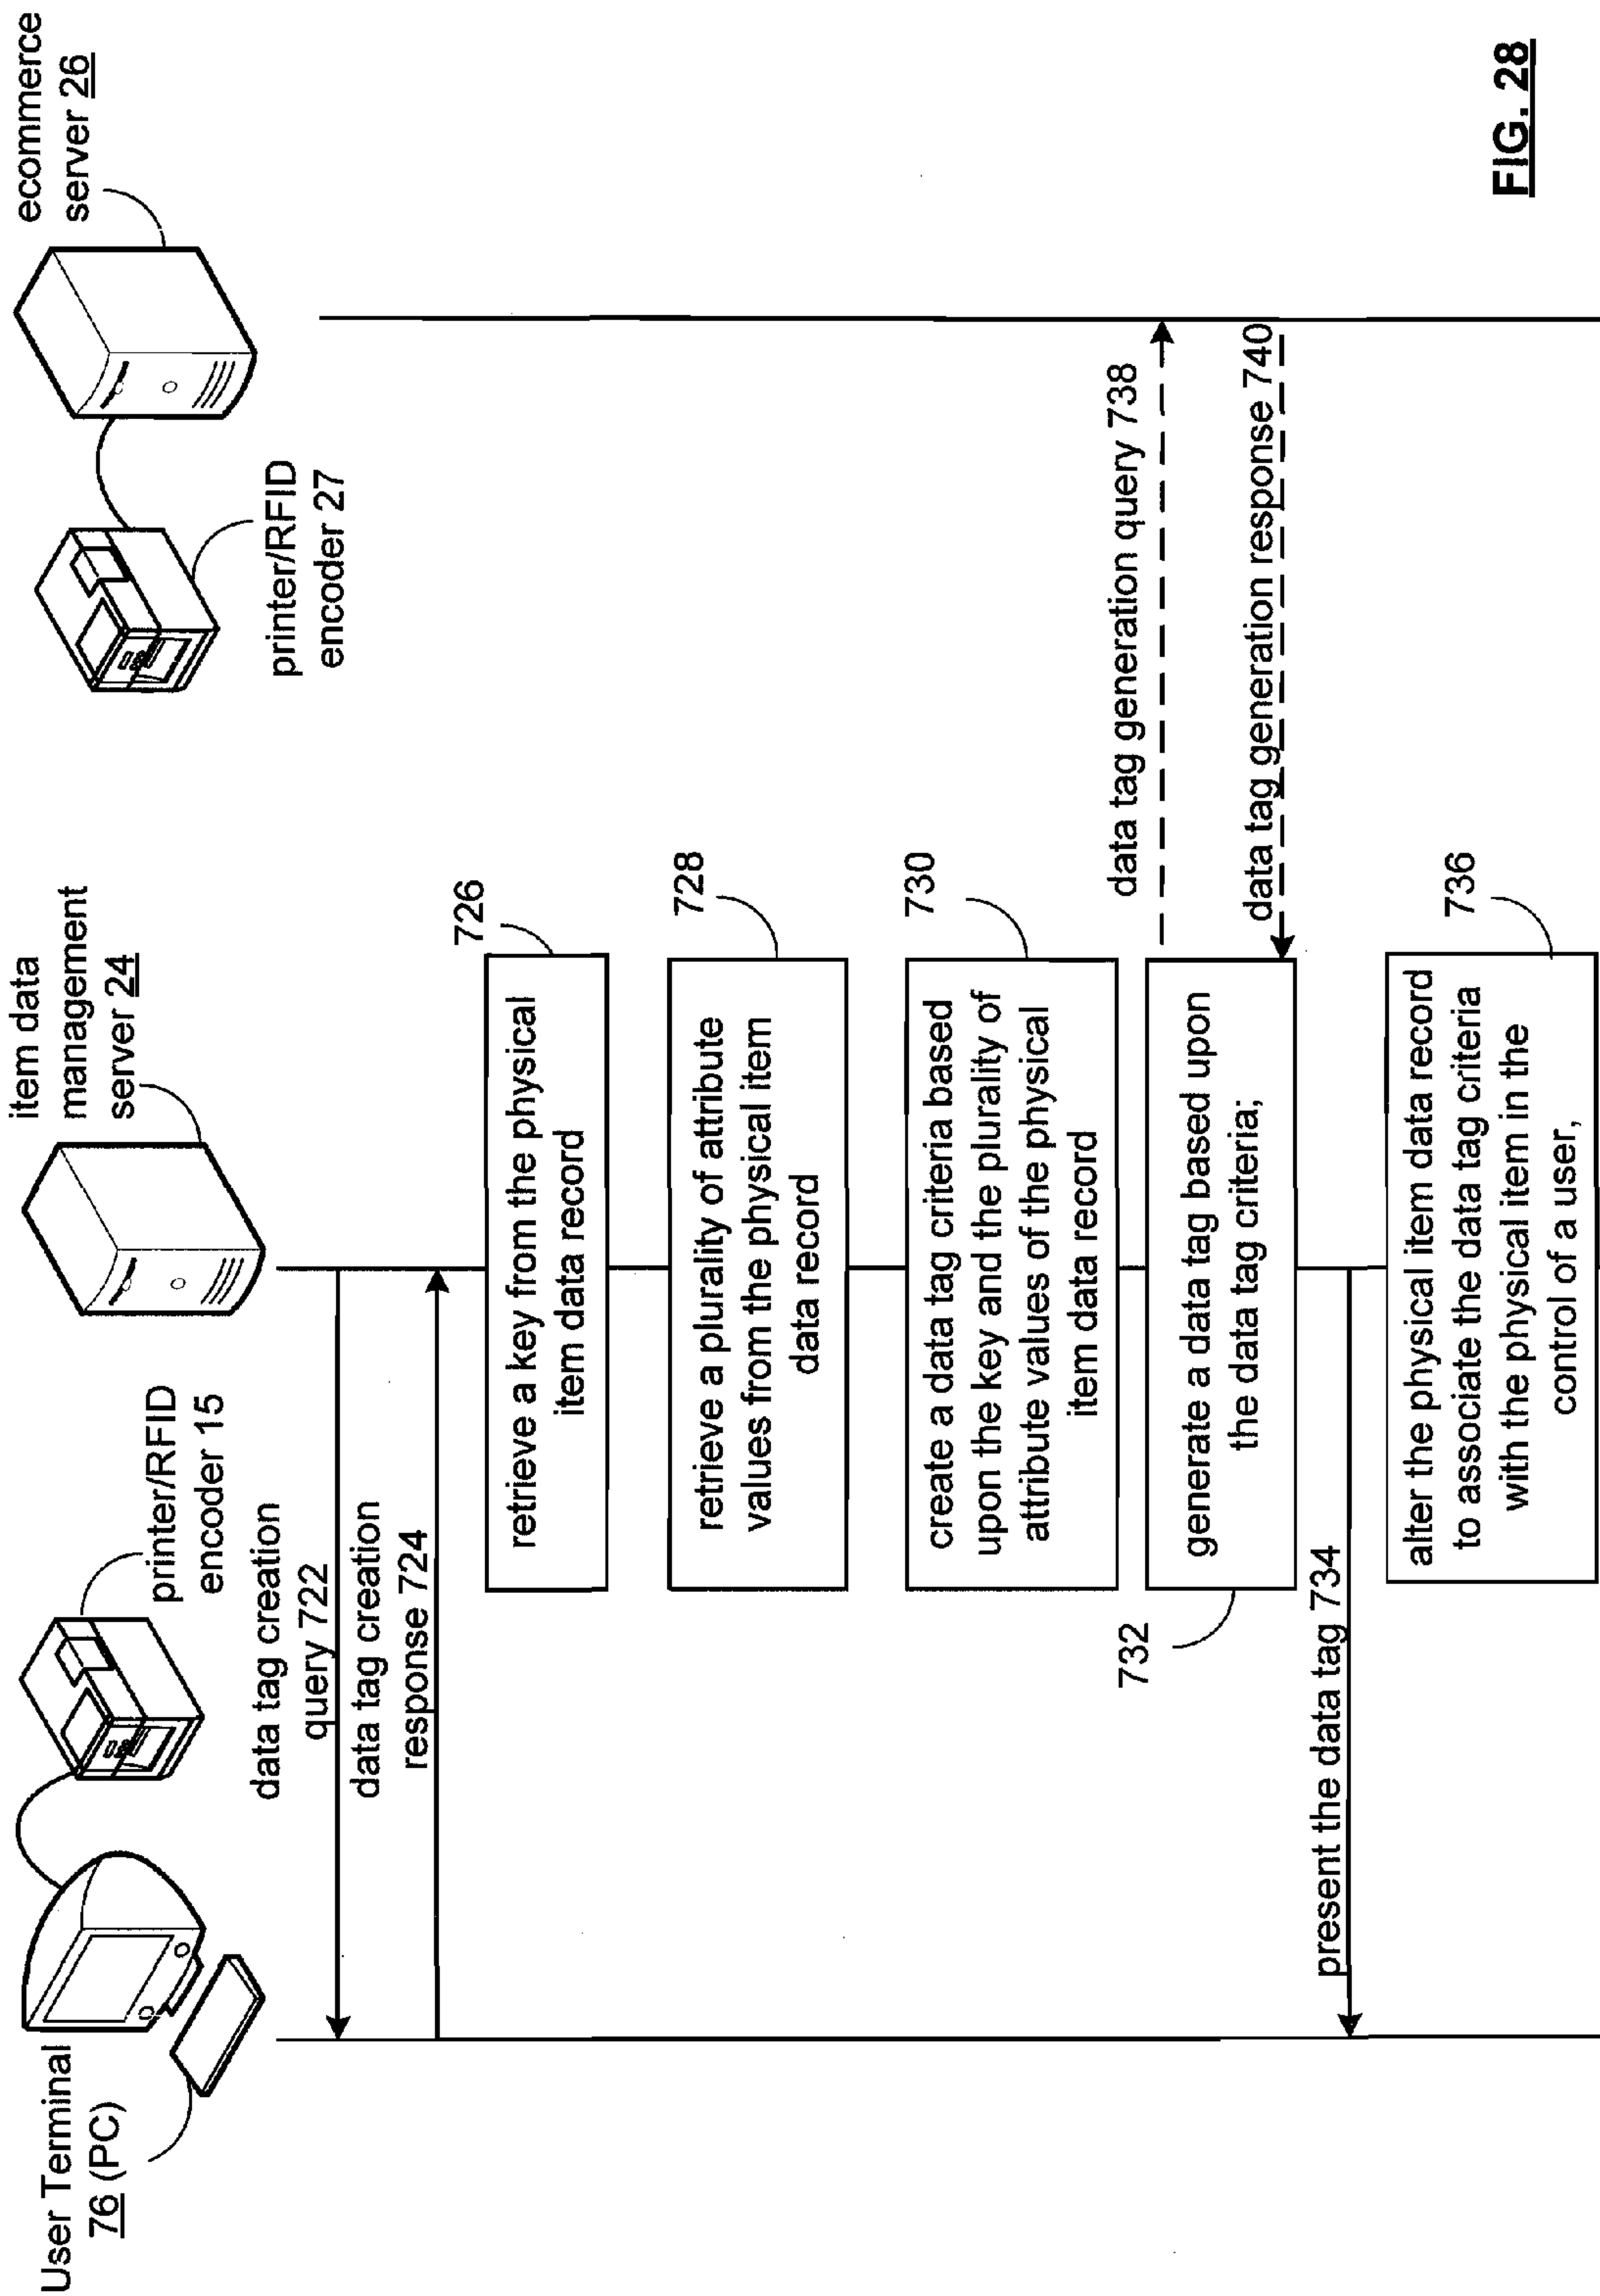 User Terminal
76 (PC)
printer/RFID
encoder 15
item data
management
server 24
printer/RFID
encoder 27
ecommerce
server 26
data tag creation
query 722
data tag creation
response 724
726
retrieve a key from the physical
item data record
728
retrieve a plurality of attribute
values from the physical item
data record
730
create a data tag criteria based
upon the key and the plurality of
attribute values of the physical
item data record
data tag generation query 738
732
generate a data tag based upon
the data tag criteria;
data tag generation response 740
present the data tag 734
736
alter the physical item data record
to associate the data tag criteria
with the physical item in the
control of a user,
FIG. 28